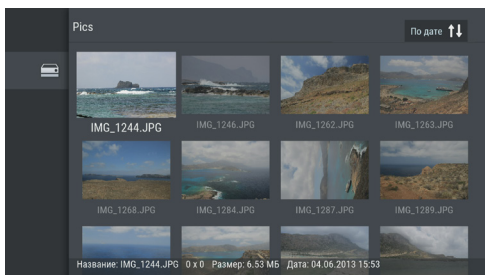 Pics
По дате
IMG_1244.JPG
IMG_1246.JPG
IMG_1262.JPG
IMG_1263.JPG
IMG_1268.JPG
IMG_1284.JPG
IMG_1287.JPG
IMG_1289.JPG
Название: IMG_1244.JPG 0 x 0 Размер: 6.53 МБ Дата: 04.06.2013 15:53